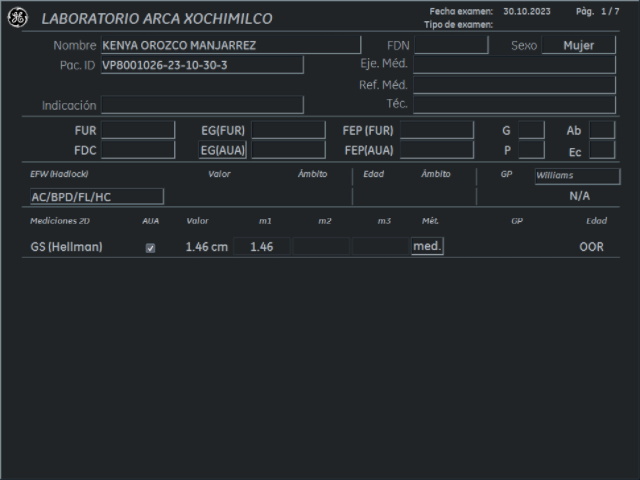 Fecha examen: 30.10.2023 Pàg. 1 / 7
LABORATORIO ARCA XOCHIMILCO
Tipo de examen:
Nombre KENYA OROZCO MANJARREZ FDN Sexo Mujer
Pac. ID VPB001026-23-10-30-3 Eje. Méd.
Ref. Méd.
Indicación Téc.
FUR EG(FUR) FEP (FUR) G Ab
FDC EG(AUA) FEP(AUA) P Ec
EFW (Hadlock) Valor Ámbito Edad Ámbito GP Williams
AC/BPD/FL/HC N/A
Mediciones 2D AUA Valor m1 m2 m3 Mét. GP Edad
GS (Hellman) 1.46 cm 1.46 med. OOR